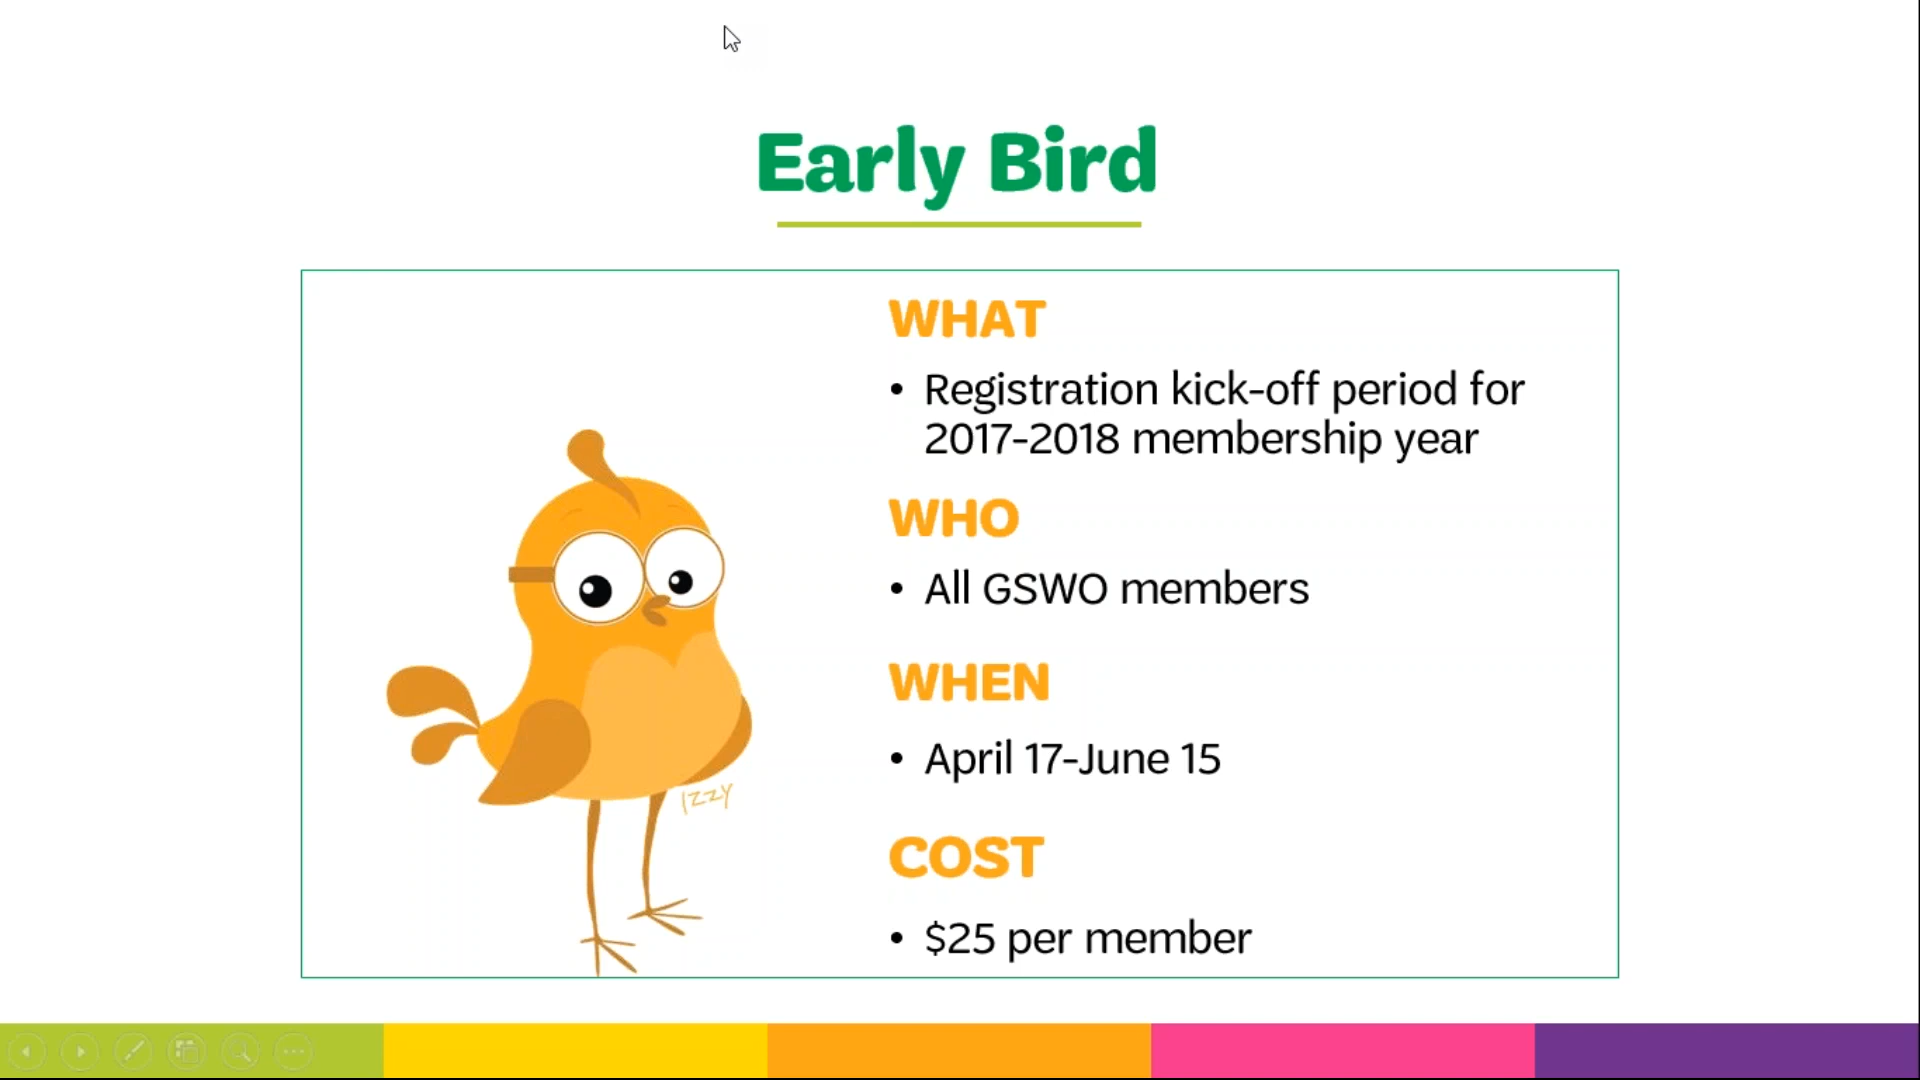 Early Bird
WHAT
• Registration kick-off period for
2017-2018 membership year
WHO
• All GSWO members
WHEN
• April 17-June 15
COST
• $25 per member
IZZY